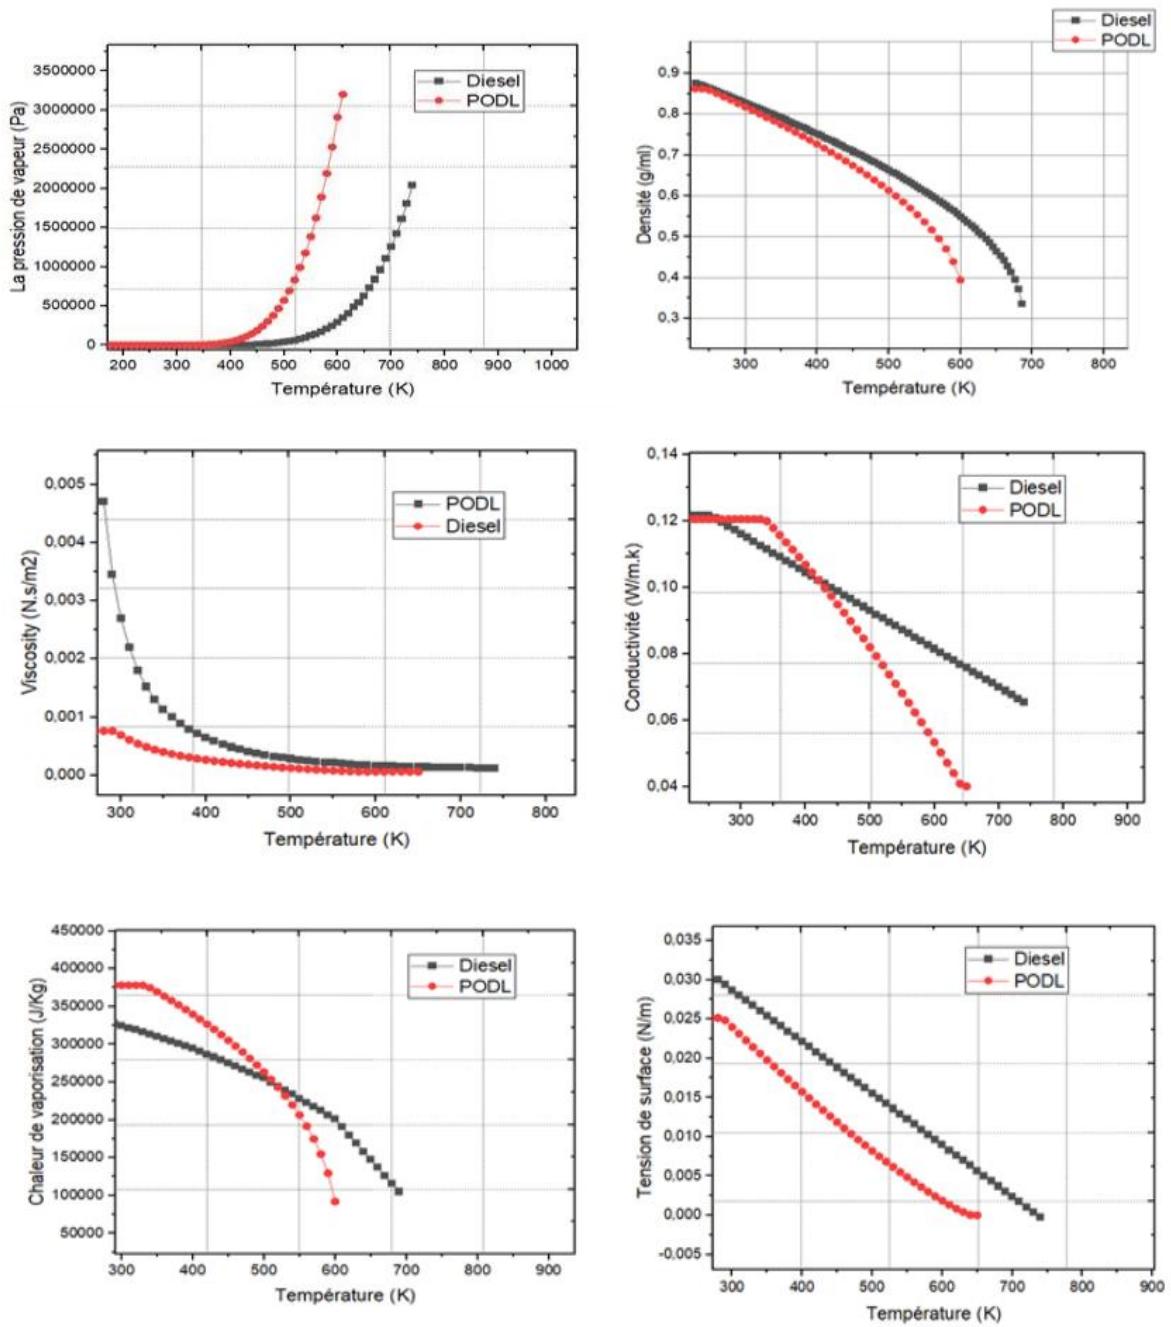 Diesel
PODL
3500000
3000000
2500000
2000000
1500000
1000000
500000
0
La pression de vapeur (Pa)
200 300 400 500 600 700 800 900 1000
Température (K)
Diesel
PODL
0,9
0,8
0,7
0,6
0,5
0,4
0,3
Densité (g/ml)
300 400 500 600 700 800
Température (K)
PODL
Diesel
0,005
0,004
0,003
0,002
0,001
0,000
Viscosity (N.s/m2)
300 400 500 600 700 800
Température (K)
Diesel
PODL
0,14
0,12
0,10
0,08
0,06
0,04
Conductivité (W/m.k)
300 400 500 600 700 800 900
Température (K)
Diesel
PODL
450000
400000
350000
300000
250000
200000
150000
100000
50000
Chaleur de vaporisation (J/Kg)
300 400 500 600 700 800 900
Température (K)
Diesel
PODL
0,035
0,030
0,025
0,020
0,015
0,010
0,005
0,000
-0,005
Tension de surface (N/m)
300 400 500 600 700 800 900
Température (K)